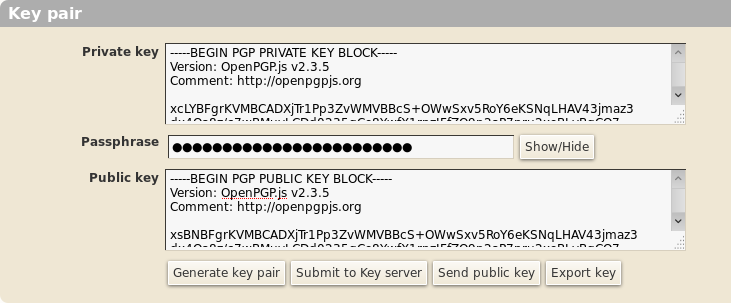 Key pair
Private key
-----BEGIN PGP PRIVATE KEY BLOCK-----
Version: OpenPGP.js v2.3.5
Comment: http://openpgpjs.org
xcLYBFgrKVMBCADXjTr1Pp3ZvWMVBBcS+OWwSxv5RoY6eKSNqLHAV43jmaz3
Passphrase
Show/Hide
Public key
-----BEGIN PGP PUBLIC KEY BLOCK-----
Version: OpenPGP.js v2.3.5
Comment: http://openpgpjs.org
xsBNBFgrKVMBCADXjTr1Pp3ZvWMVBBcS+OWwSxv5RoY6eKSNqLHAV43jmaz3
Generate key pair Submit to Key server Send public key Export key